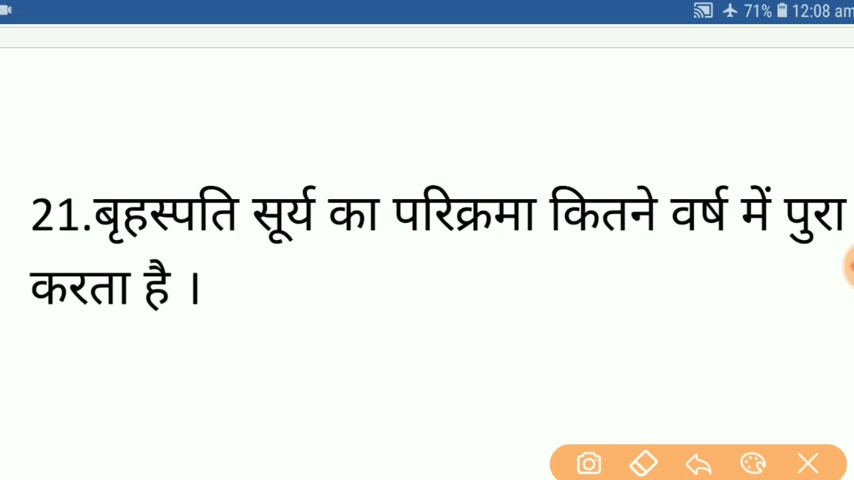 71% 12:08 am
21.बृहस्पति सूर्य का परिक्रमा कितने वर्ष में पुरा
करता है ।